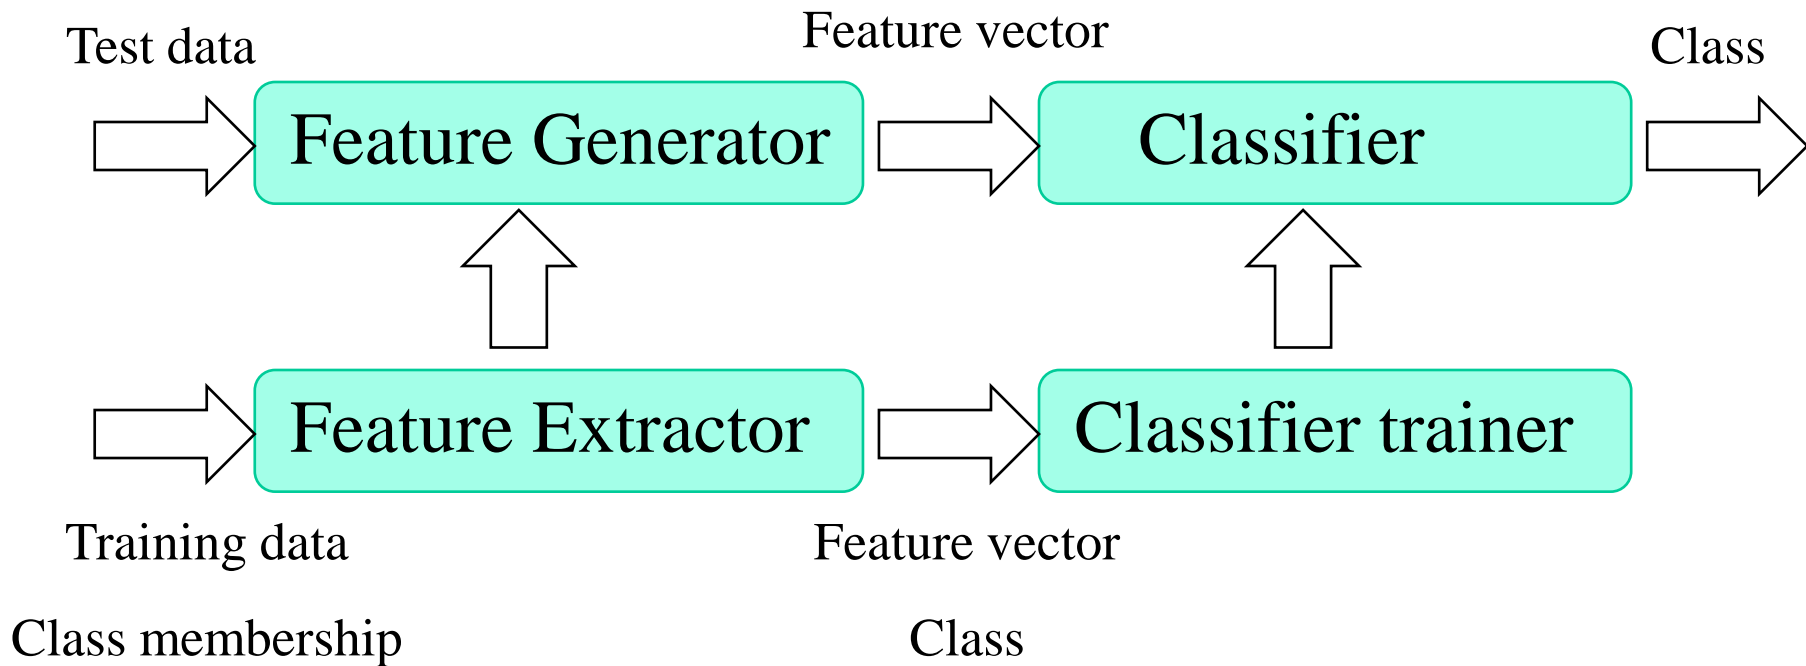 Test data
Feature vector
Class
Feature Generator
Classifier
Feature Extractor
Classifier trainer
Training data
Feature vector
Class membership
Class